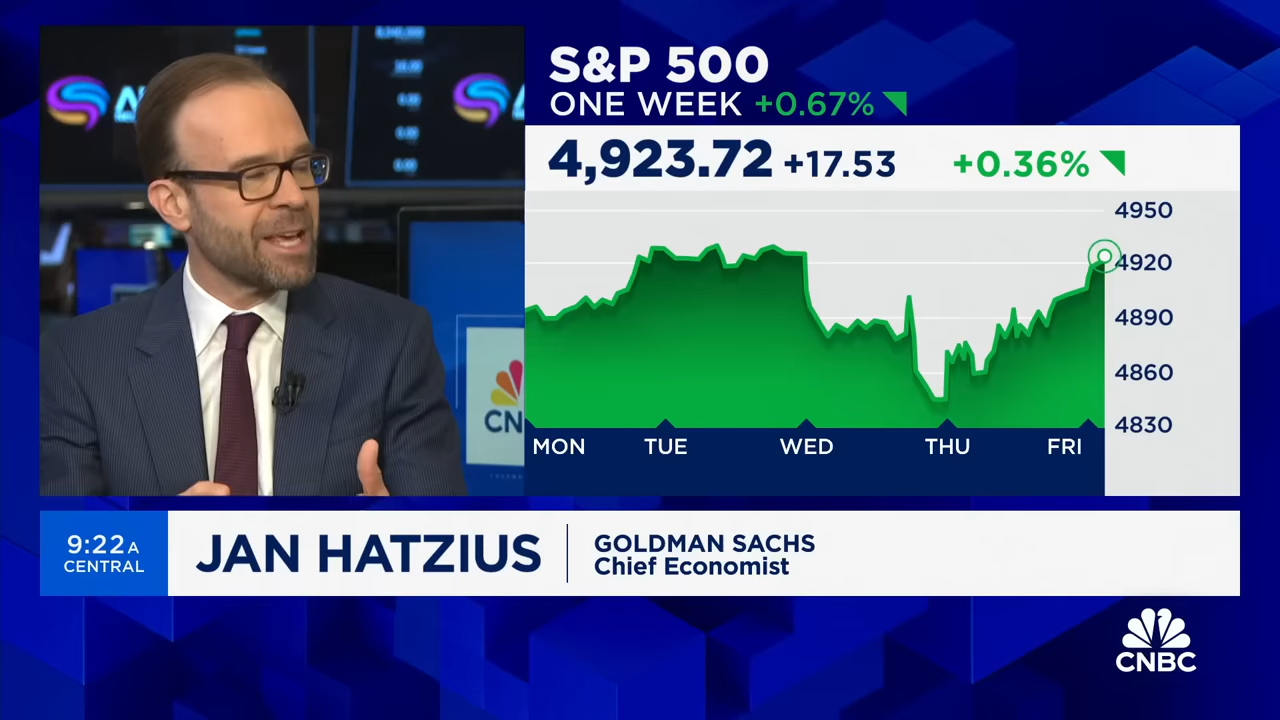 S&P 500
ONE WEEK +0.67%
4,923.72 +17.53 +0.36%
4950
4920
4890
4860
4830
MON TUE WED THU FRI
CN
9:22A
CENTRAL
JAN HATZIUS
GOLDMAN SACHS
Chief Economist
CNBC